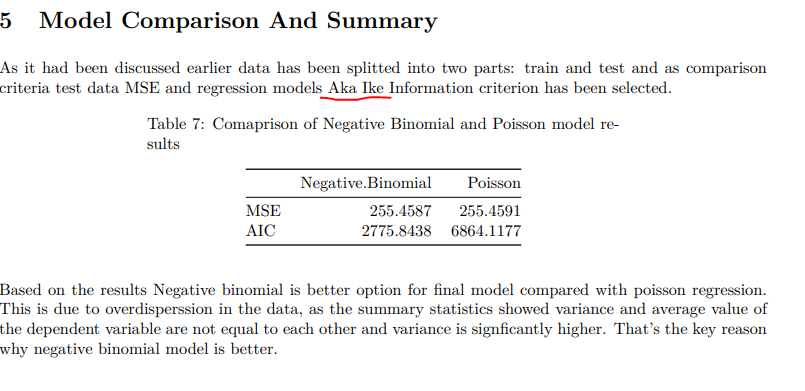 5 Model Comparison And Summary
As it had been discussed earlier data has been splitted into two parts: train and test and as comparison
criteria test data MSE and regression models Aka Ike Information criterion has been selected.
Table 7: Comaprison of Negative Binomial and Poisson model re-
sults
Negative.Binomial Poisson
MSE 255.4587 255.4591
AIC 2775.8438 6864.1177
Based on the results Negative binomial is better option for final model compared with poisson regression.
This is due to overdisperssion in the data, as the summary statistics showed variance and average value of
the dependent variable are not equal to each other and variance is signficantly higher. That's the key reason
why negative binomial model is better.